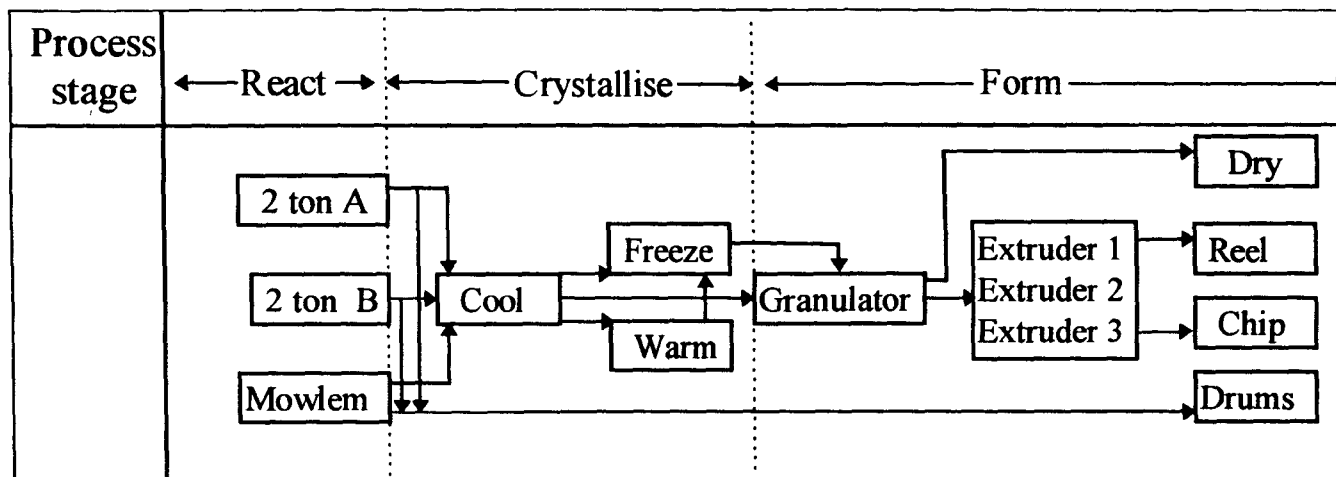 Process
stage
React
Crystallise
Form
2 ton A
2 ton B
Mowlem
Cool
Freeze
Warm
Granulator
Extruder 1
Extruder 2
Extruder 3
Dry
Reel
Chip
Drums